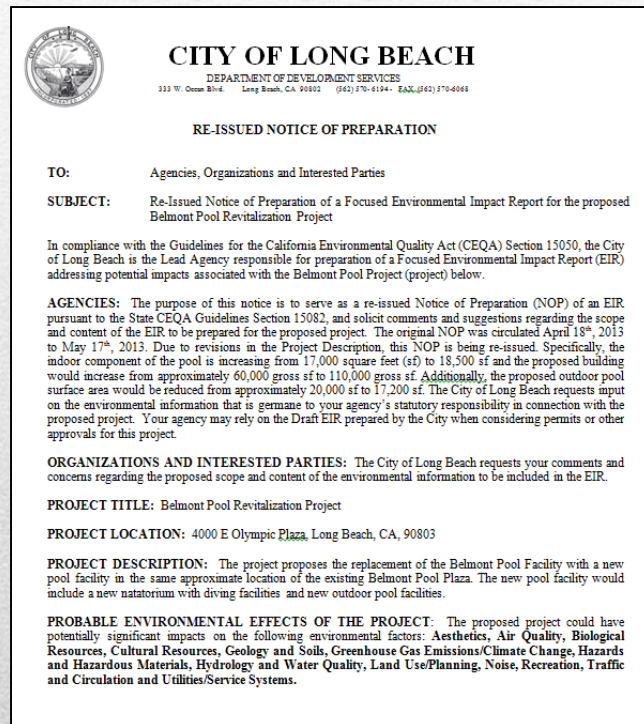 CITY OF LONG BEACH
DEPARTMENT OF DEVELOPMENT SERVICES
333 W. Ocean Blvd. Long Beach, CA 90802 (562) 570-6194 - FAX (562) 570-6068
RE-ISSUED NOTICE OF PREPARATION
TO: Agencies, Organizations and Interested Parties
SUBJECT: Re-Issued Notice of Preparation of a Focused Environmental Impact Report for the proposed
Belmont Pool Revitalization Project
In compliance with the Guidelines for the California Environmental Quality Act (CEQA) Section 15050, the City
of Long Beach is the Lead Agency responsible for preparation of a Focused Environmental Impact Report (EIR)
addressing potential impacts associated with the Belmont Pool Project (project) below.
AGENCIES: The purpose of this notice is to serve as a re-issued Notice of Preparation (NOP) of an EIR
pursuant to the State CEQA Guidelines Section 15082, and solicit comments and suggestions regarding the scope
and content of the EIR to be prepared for the proposed project. The original NOP was circulated April 18th, 2013
to May 17th, 2013. Due to revisions in the Project Description, this NOP is being re-issued. Specifically, the
indoor component of the pool is increasing from 17,000 square feet (sf) to 18,500 sf and the proposed building
would increase from approximately 60,000 gross sf to 110,000 gross sf. Additionally, the proposed outdoor pool
surface area would be reduced from approximately 20,000 sf to 17,200 sf. The City of Long Beach requests input
on the environmental information that is germane to your agency's statutory responsibility in connection with the
proposed project. Your agency may rely on the Draft EIR prepared by the City when considering permits or other
approvals for this project.
ORGANIZATIONS AND INTERESTED PARTIES: The City of Long Beach requests your comments and
concerns regarding the proposed scope and content of the environmental information to be included in the EIR.
PROJECT TITLE: Belmont Pool Revitalization Project
PROJECT LOCATION: 4000 E Olympic Plaza, Long Beach, CA, 90803
PROJECT DESCRIPTION: The project proposes the replacement of the Belmont Pool Facility with a new
pool facility in the same approximate location of the existing Belmont Pool Plaza. The new pool facility would
include a new natatorium with diving facilities and new outdoor pool facilities.
PROBABLE ENVIRONMENTAL EFFECTS OF THE PROJECT: The proposed project could have
potentially significant impacts on the following environmental factors: Aesthetics, Air Quality, Biological
Resources, Cultural Resources, Geology and Soils, Greenhouse Gas Emissions/Climate Change, Hazards
and Hazardous Materials, Hydrology and Water Quality, Land Use/Planning, Noise, Recreation, Traffic
and Circulation and Utilities/Service Systems.